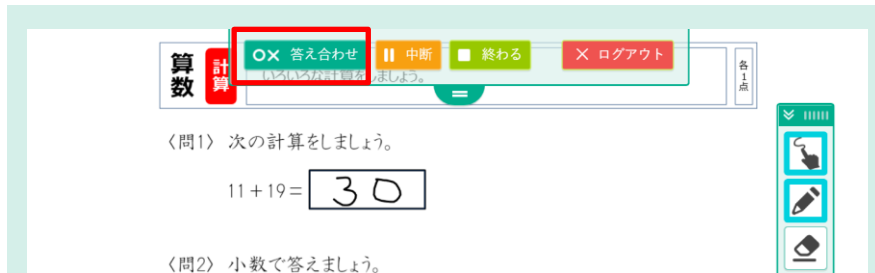 ○× 答え合わせ 中断 終わる × ログアウト
算数 計算 いろいろな計算をしましょう。 各1点
〈問1〉 次の計算をしましょう。
11+19= 30
〈問2〉 小数で答えましょう。